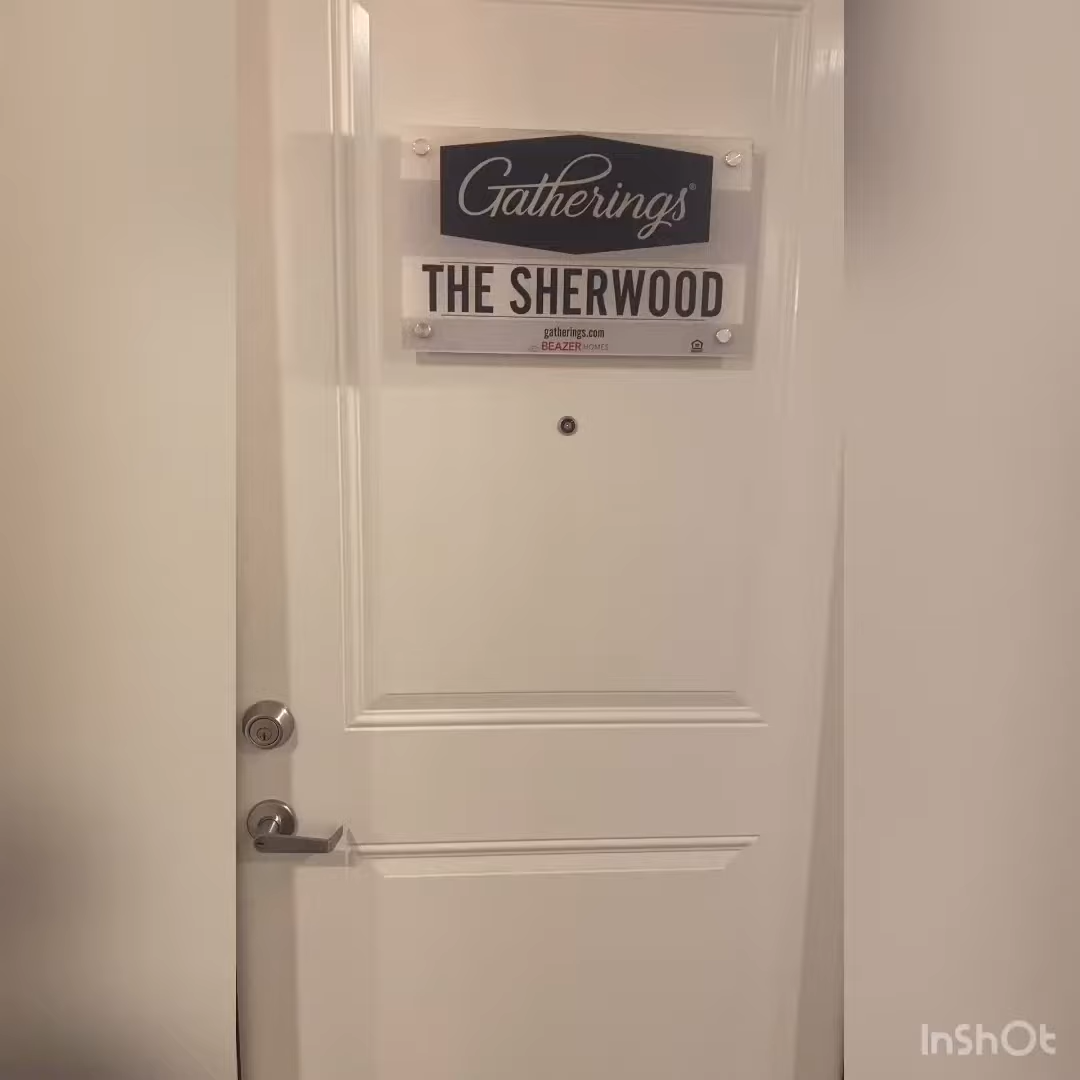 Gatherings®
THE SHERWOOD
gatherings.com
BEAZER HOMES
InShOt